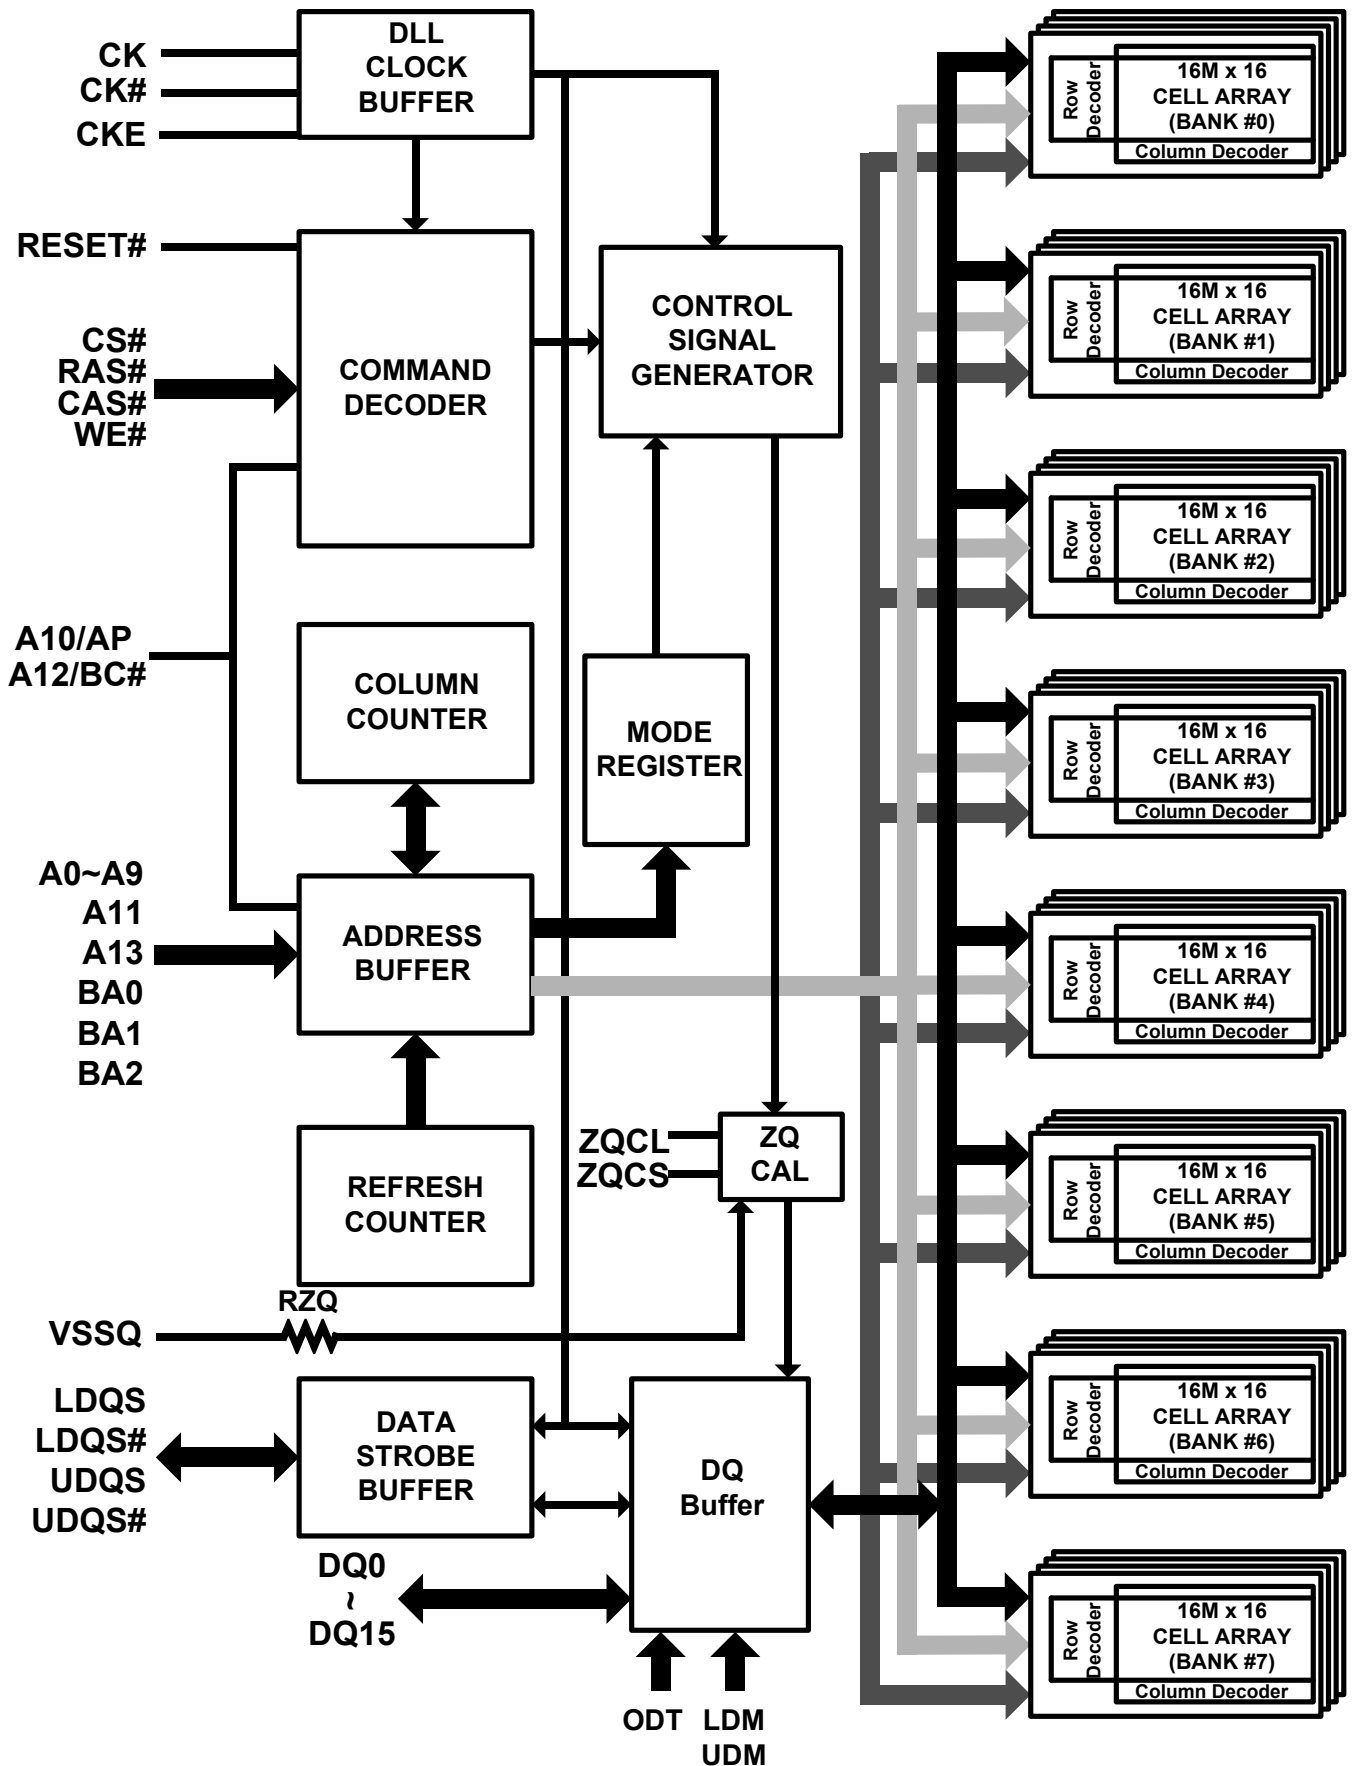 CK
CK#
CKE
DLL
CLOCK
BUFFER
RESET#
CS#
RAS#
CAS#
WE#
COMMAND
DECODER
CONTROL
SIGNAL
GENERATOR
A10/AP
A12/BC#
COLUMN
COUNTER
MODE
REGISTER
A0~A9
A11
A13
BA0
BA1
BA2
ADDRESS
BUFFER
REFRESH
COUNTER
ZQCL
ZQCS
ZQ
CAL
RZQ
VSSQ
LDQS
LDQS#
UDQS
UDQS#
DATA
STROBE
BUFFER
DQ
Buffer
DQ0
~
DQ15
ODT
LDM
UDM
Row
Decoder
16M x 16
CELL ARRAY
(BANK #0)
Column Decoder
Row
Decoder
16M x 16
CELL ARRAY
(BANK #1)
Column Decoder
Row
Decoder
16M x 16
CELL ARRAY
(BANK #2)
Column Decoder
Row
Decoder
16M x 16
CELL ARRAY
(BANK #3)
Column Decoder
Row
Decoder
16M x 16
CELL ARRAY
(BANK #4)
Column Decoder
Row
Decoder
16M x 16
CELL ARRAY
(BANK #5)
Column Decoder
Row
Decoder
16M x 16
CELL ARRAY
(BANK #6)
Column Decoder
Row
Decoder
16M x 16
CELL ARRAY
(BANK #7)
Column Decoder